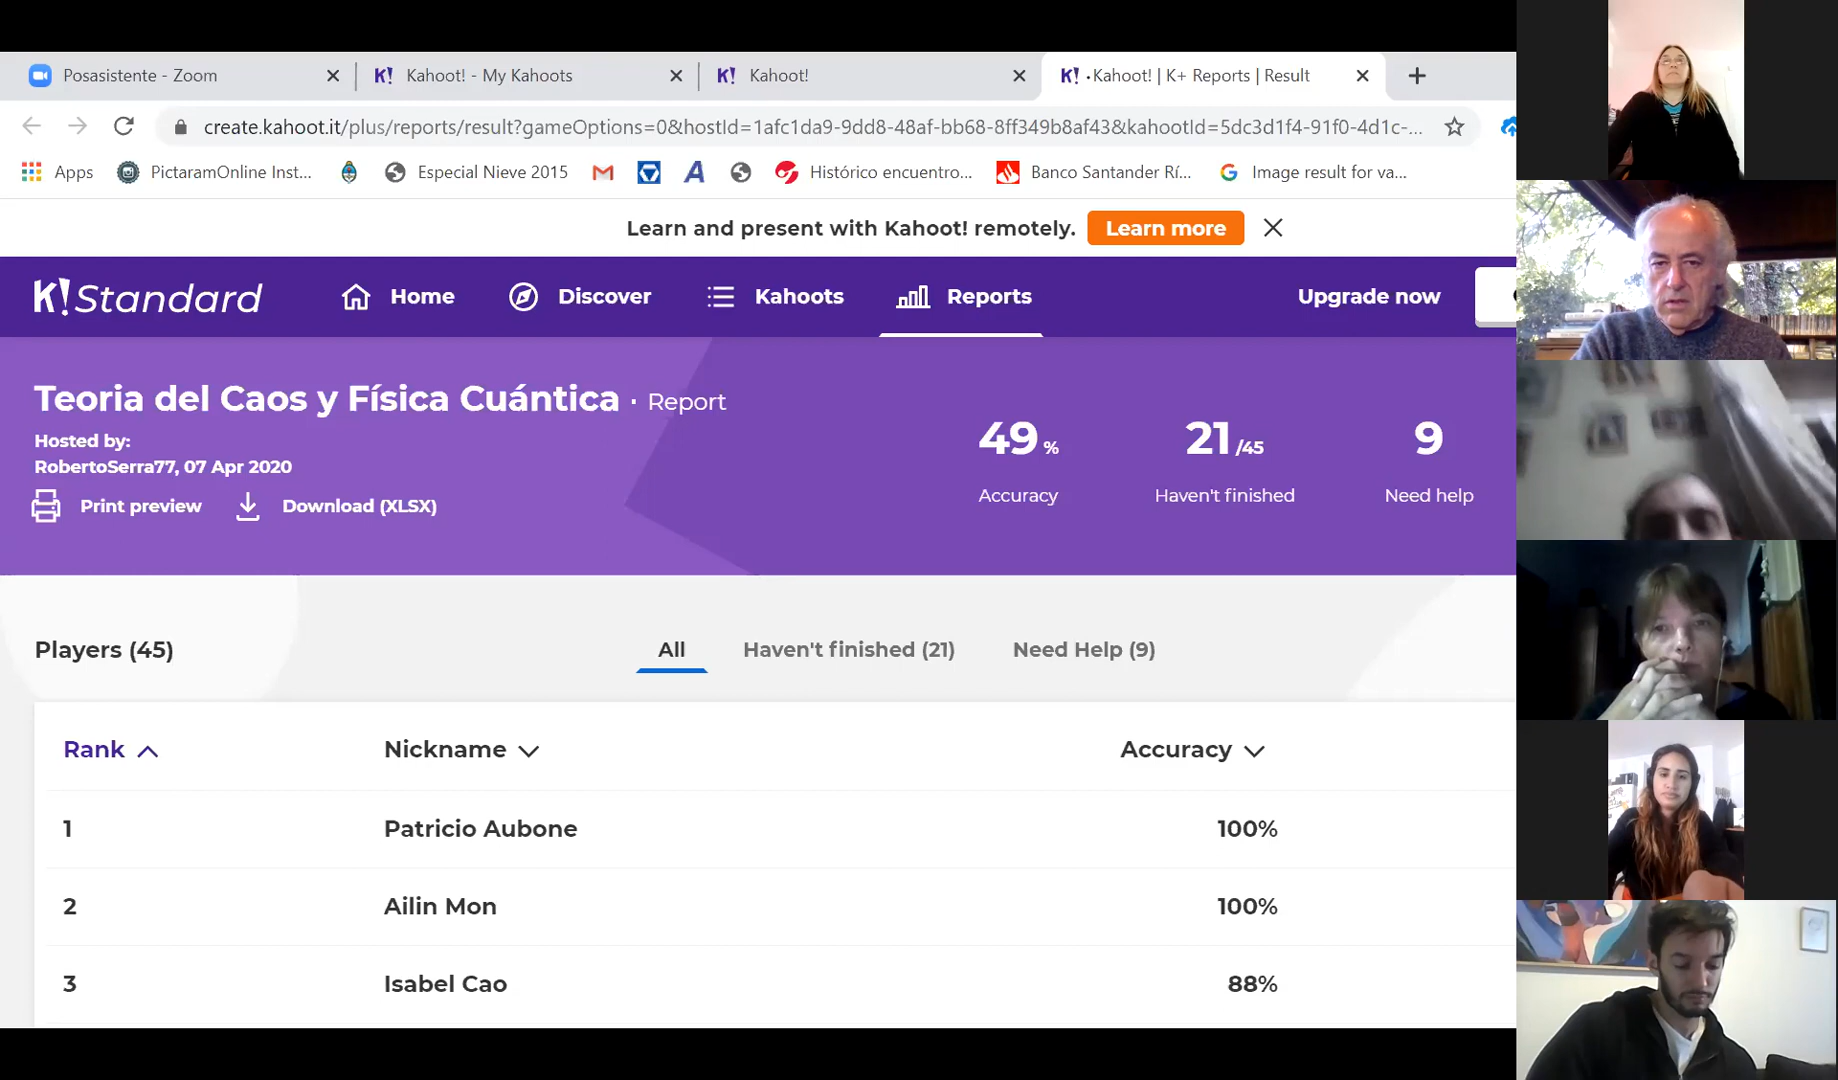 Posasistente - Zoom
Kahoot! - My Kahoots
Kahoot!
Kahoot! | K+ Reports | Result
create.kahoot.it/plus/reports/result?gameOptions=0&hostId=1afc1da9-9dd8-48af-bb68-8ff349b8af43&kahootId=5dc3d1f4-91f0-4d1c-...
Apps PictaramOnline Inst... Especial Nieve 2015 Histórico encuentro... Banco Santander Rí... Image result for va...
Learn and present with Kahoot! remotely. Learn more
K! Standard Home Discover Kahoots Reports Upgrade now
Teoria del Caos y Física Cuántica · Report
Hosted by:
RobertoSerra77, 07 Apr 2020
Print preview Download (XLSX)
49 % 21 /45 9
Accuracy Haven't finished Need help
Players (45) All Haven't finished (21) Need Help (9)
Rank Nickname Accuracy
1 Patricio Aubone 100%
2 Ailin Mon 100%
3 Isabel Cao 88%